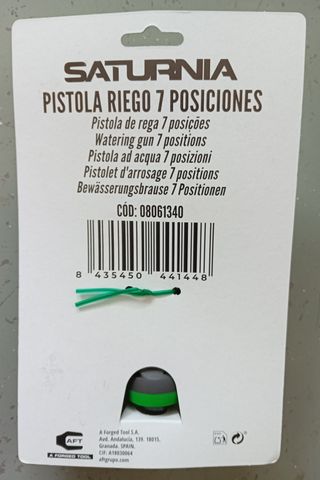 SATURNIA
PISTOLA RIEGO 7 POSICIONES
Pistola de rega 7 posições
Watering gun 7 positions
Pistola ad acqua 7 posizioni
Pistolet d'arrosage 7 positions
Bewässerungsbrause 7 Positionen
CÓD: 08061340
8 435450 441448
AFT
A FORGED TOOL
A Forged Tool S.A.
Avd. Andalucía, 139. 18015.
Granada. SPAIN.
CIF: A18030064
aftgrupo.com